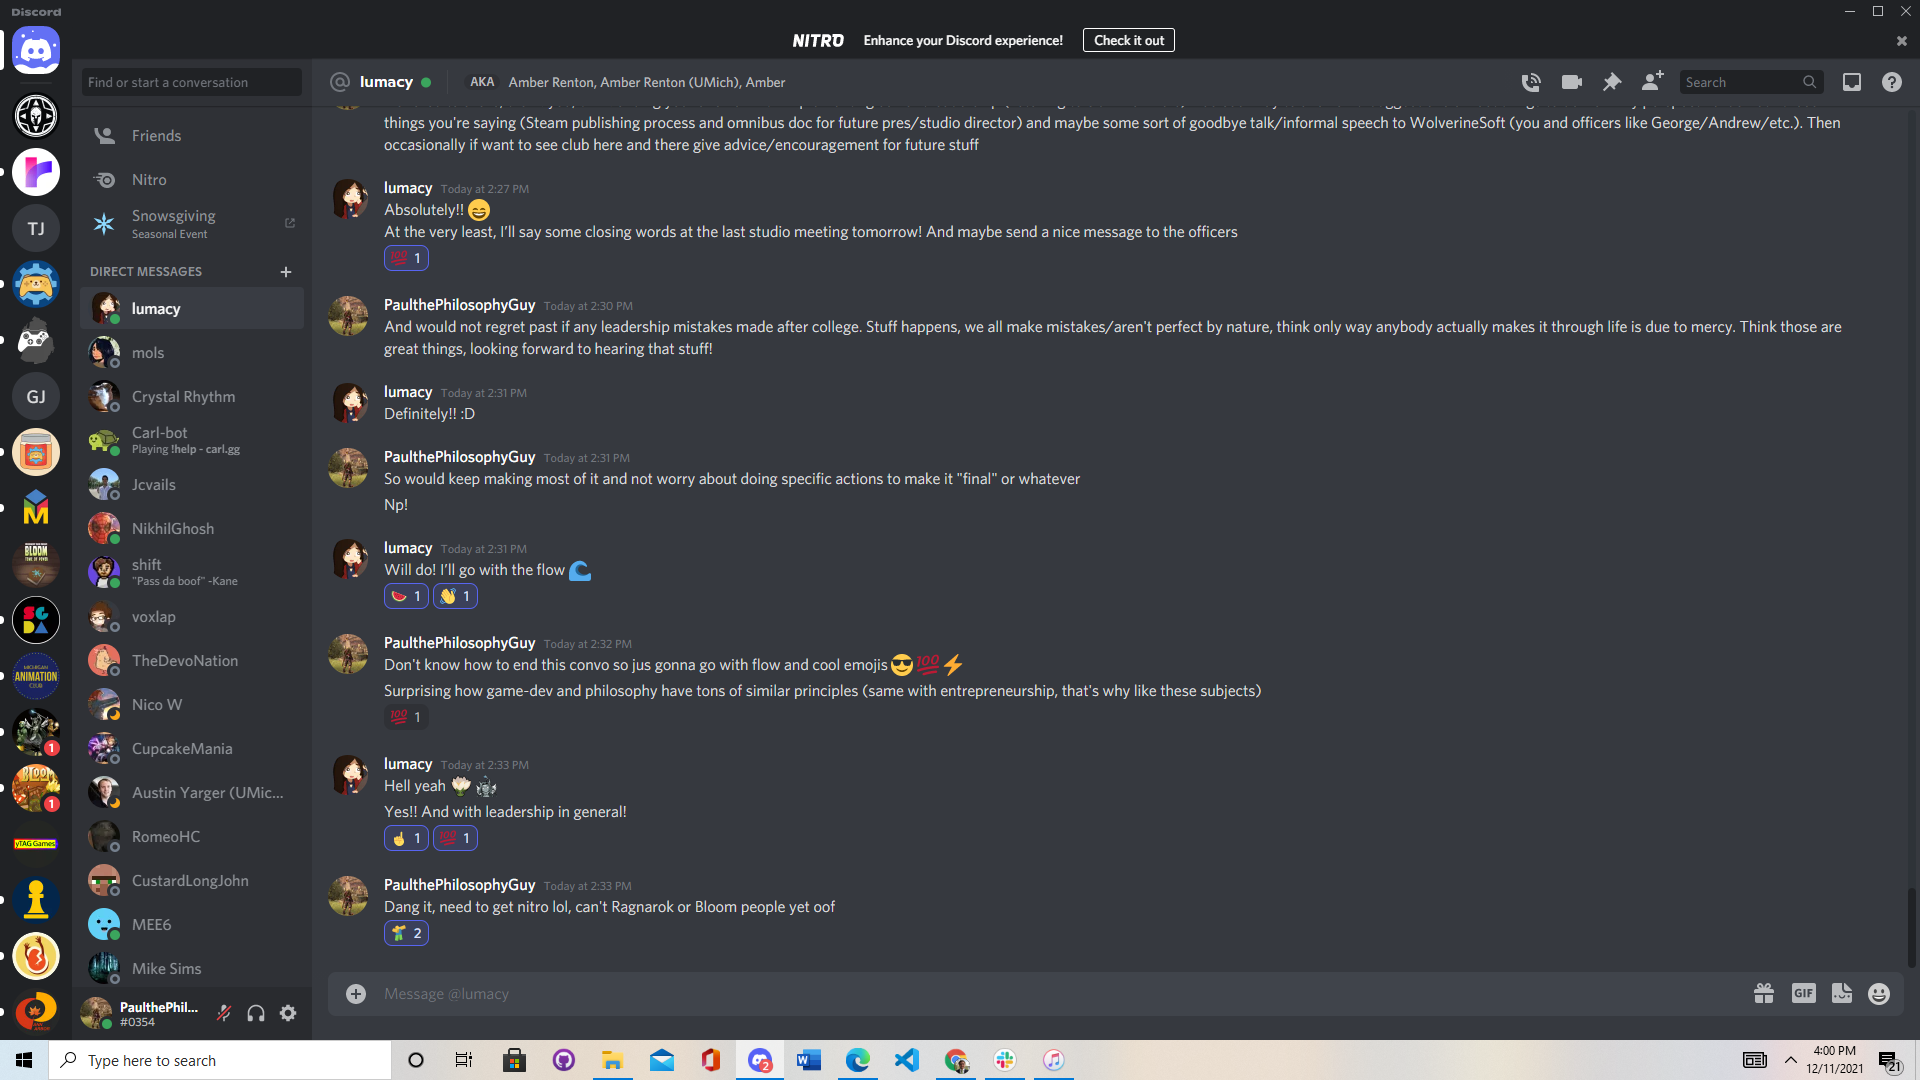 Discord
NITRO Enhance your Discord experience! Check it out
Find or start a conversation
lumacy AKA Amber Renton, Amber Renton (UMich), Amber
Search
Friends
Nitro
Snowsgiving
Seasonal Event
DIRECT MESSAGES
lumacy
mols
Crystal Rhythm
Carl-bot
Playing !help - carl.gg
Jcvails
NikhilGhosh
shift
"Pass da boof" -Kane
voxlap
TheDevoNation
Nico W
CupcakeMania
Austin Yarger (UMic...
RomeoHC
CustardLongJohn
MEE6
Mike Sims
PaulthePhil...
#0354
TJ
GJ
BLOOM
MICHIGAN
ANIMATION
CLUB
1
BLOOM
1
yTAG Games
things you're saying (Steam publishing process and omnibus doc for future pres/studio director) and maybe some sort of goodbye talk/informal speech to WolverineSoft (you and officers like George/Andrew/etc.). Then
occasionally if want to see club here and there give advice/encouragement for future stuff
lumacy Today at 2:27 PM
Absolutely!! 😄
At the very least, I'll say some closing words at the last studio meeting tomorrow! And maybe send a nice message to the officers
💯 1
PaulthePhilosophyGuy Today at 2:30 PM
And would not regret past if any leadership mistakes made after college. Stuff happens, we all make mistakes/aren't perfect by nature, think only way anybody actually makes it through life is due to mercy. Think those are
great things, looking forward to hearing that stuff!
lumacy Today at 2:31 PM
Definitely!! :D
PaulthePhilosophyGuy Today at 2:31 PM
So would keep making most of it and not worry about doing specific actions to make it "final" or whatever
Np!
lumacy Today at 2:31 PM
Will do! I'll go with the flow 🌊
🍉 1 👋 1
PaulthePhilosophyGuy Today at 2:32 PM
Don't know how to end this convo so jus gonna go with flow and cool emojis 😎💯⚡
Surprising how game-dev and philosophy have tons of similar principles (same with entrepreneurship, that's why like these subjects)
💯 1
lumacy Today at 2:33 PM
Hell yeah
Yes!! And with leadership in general!
☝ 1 💯 1
PaulthePhilosophyGuy Today at 2:33 PM
Dang it, need to get nitro lol, can't Ragnarok or Bloom people yet oof
2
Message @lumacy
GIF
Type here to search
2
4:00 PM
12/11/2021
21